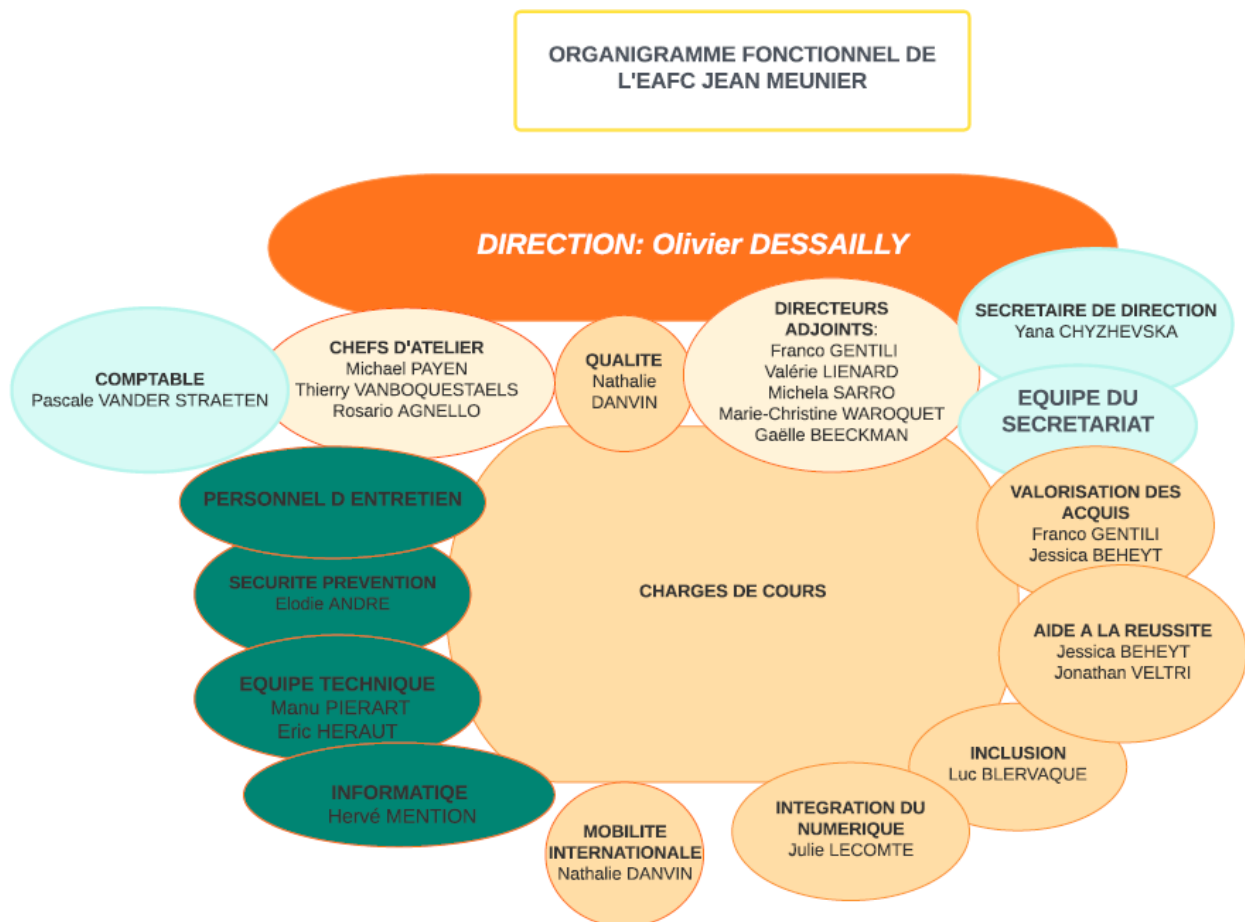 ORGANIGRAMME FONCTIONNEL DE
L'EAFC JEAN MEUNIER
DIRECTION: Olivier DESSAILLY
COMPTABLE
Pascale VANDER STRAETEN
CHEFS D'ATELIER
Michael PAYEN
Thierry VANBOQUESTAELS
Rosario AGNELLO
QUALITE
Nathalie
DANVIN
DIRECTEURS
ADJOINTS:
Franco GENTILI
Valérie LIENARD
Michela SARRO
Marie-Christine WAROQUET
Gaëlle BEECKMAN
SECRETAIRE DE DIRECTION
Yana CHYZHEVSKA
EQUIPE DU
SECRETARIAT
PERSONNEL D ENTRETIEN
SECURITE PREVENTION
Elodie ANDRE
EQUIPE TECHNIQUE
Manu PIERART
Eric HERAUT
INFORMATIQE
Hervé MENTION
CHARGES DE COURS
VALORISATION DES
ACQUIS
Franco GENTILI
Jessica BEHEYT
AIDE A LA REUSSITE
Jessica BEHEYT
Jonathan VELTRI
INCLUSION
Luc BLERVAQUE
INTEGRATION DU
NUMERIQUE
Julie LECOMTE
MOBILITE
INTERNATIONALE
Nathalie DANVIN